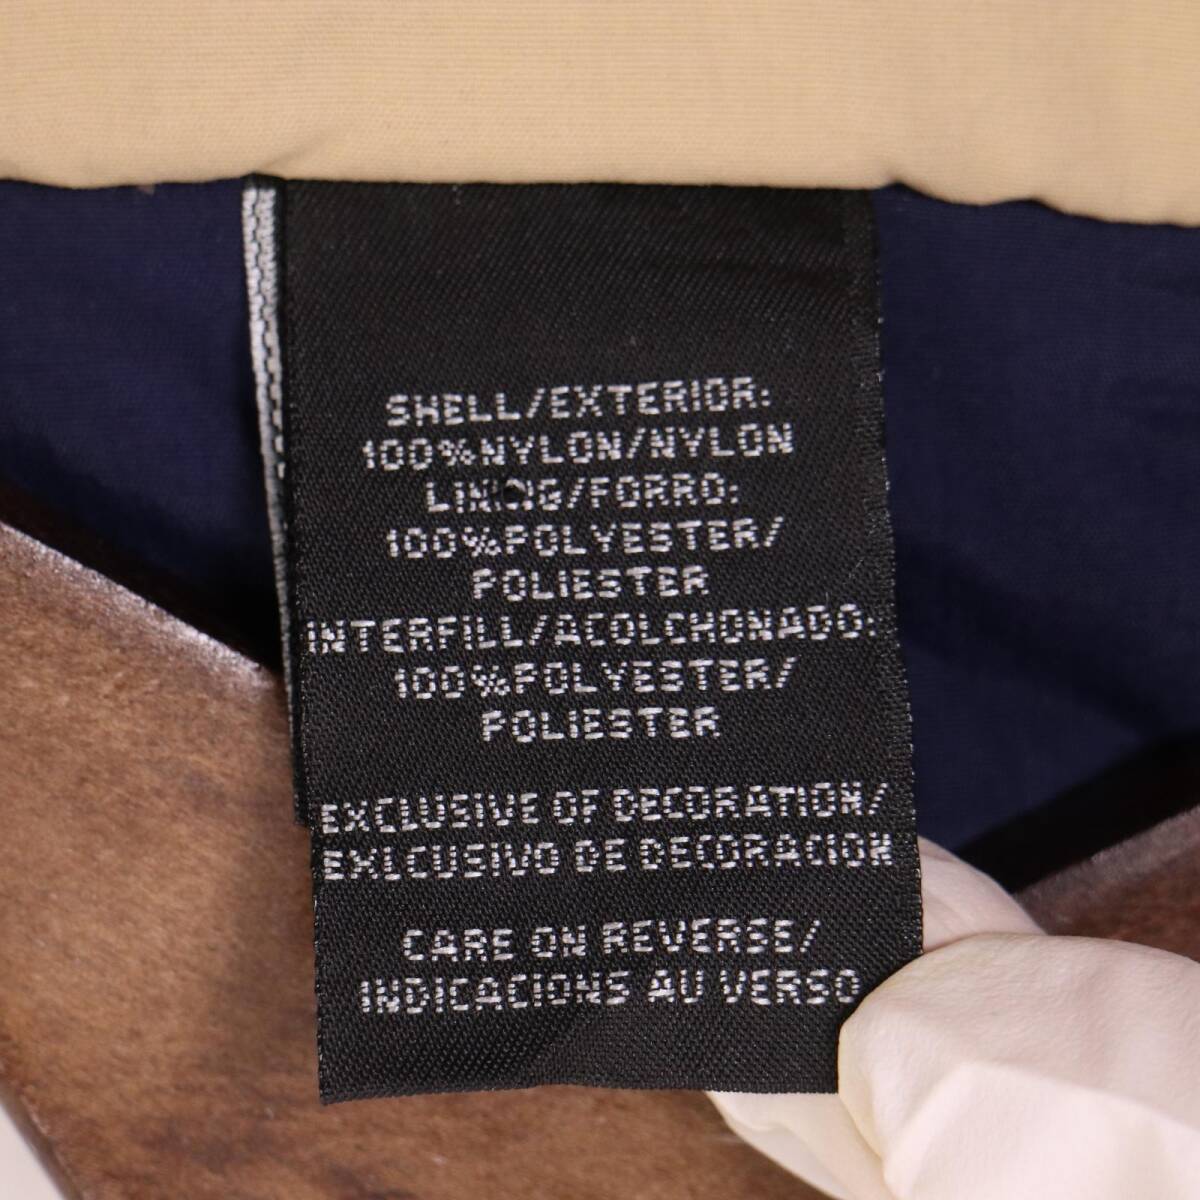 SHELL/EXTERIOR:
100%NYLON/NYLON
LINING/FORRO:
100%POLYESTER/
POLIESTER
INTERFILL/ACOLCHONADO:
100%POLYESTER/
POLIESTER
EXCLUSIVE OF DECORATION/
EXLCUSIVO DE DECORACION
CARE ON REVERSE/
INDICACIONS AU VERSO